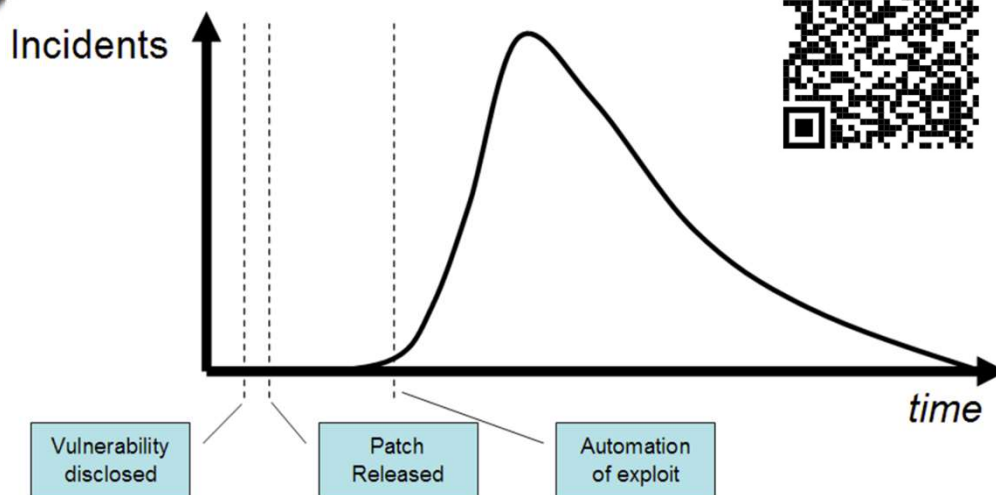 Incidents
time
Vulnerability
disclosed
Patch
Released
Automation
of exploit